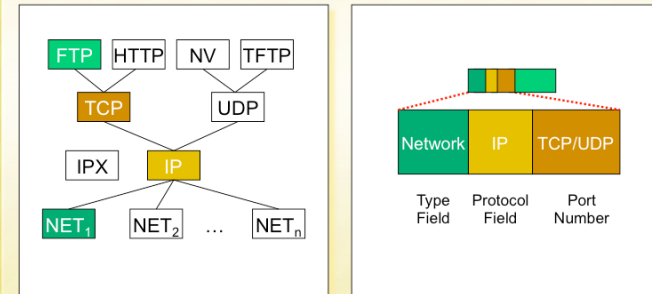 FTP HTTP NV TFTP
TCP UDP
IPX IP
NET₁ NET₂ … NETₙ
Network IP TCP/UDP
Type Field
Protocol Field
Port Number